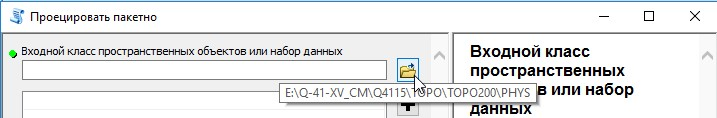 Проецировать пакетно
Входной класс пространственных объектов или набор данных
E:\Q-41-XV_CM\Q4115\TOPO\TOPO200\PHYS
Входной класс
пространственных
ов или набор
данных